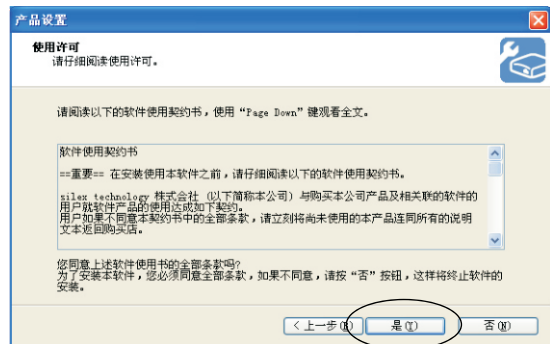 产品设置
使用许可
请仔细阅读使用许可。
请阅读以下的软件使用契约书，使用“Page Down”键观看全文。
软件使用契约书
==重要== 在安装使用本软件之前，请仔细阅读以下的软件使用契约书。
silex technology 株式会社 (以下简称本公司) 与购买本公司产品及相关联的软件的
用户就软件产品的使用达成如下契约。
用户如果不同意本契约书中的全部条款，请立刻将尚未使用的本产品连同所有的说明
文本返回购买店。
您同意上述软件使用书的全部条款吗?
为了安装本软件，您必须同意全部条款，如果不同意，请按“否”按钮，这样将终止软件的
安装。
< 上一步(B) 是(Y) 否(N)